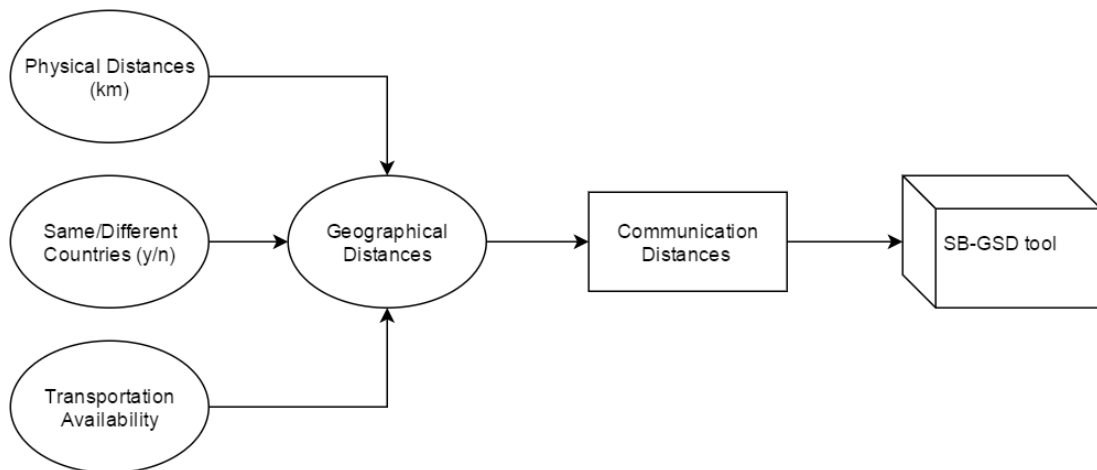 Physical Distances
(km)
Same/Different
Countries (y/n)
Transportation
Availability
Geographical
Distances
Communication
Distances
SB-GSD tool